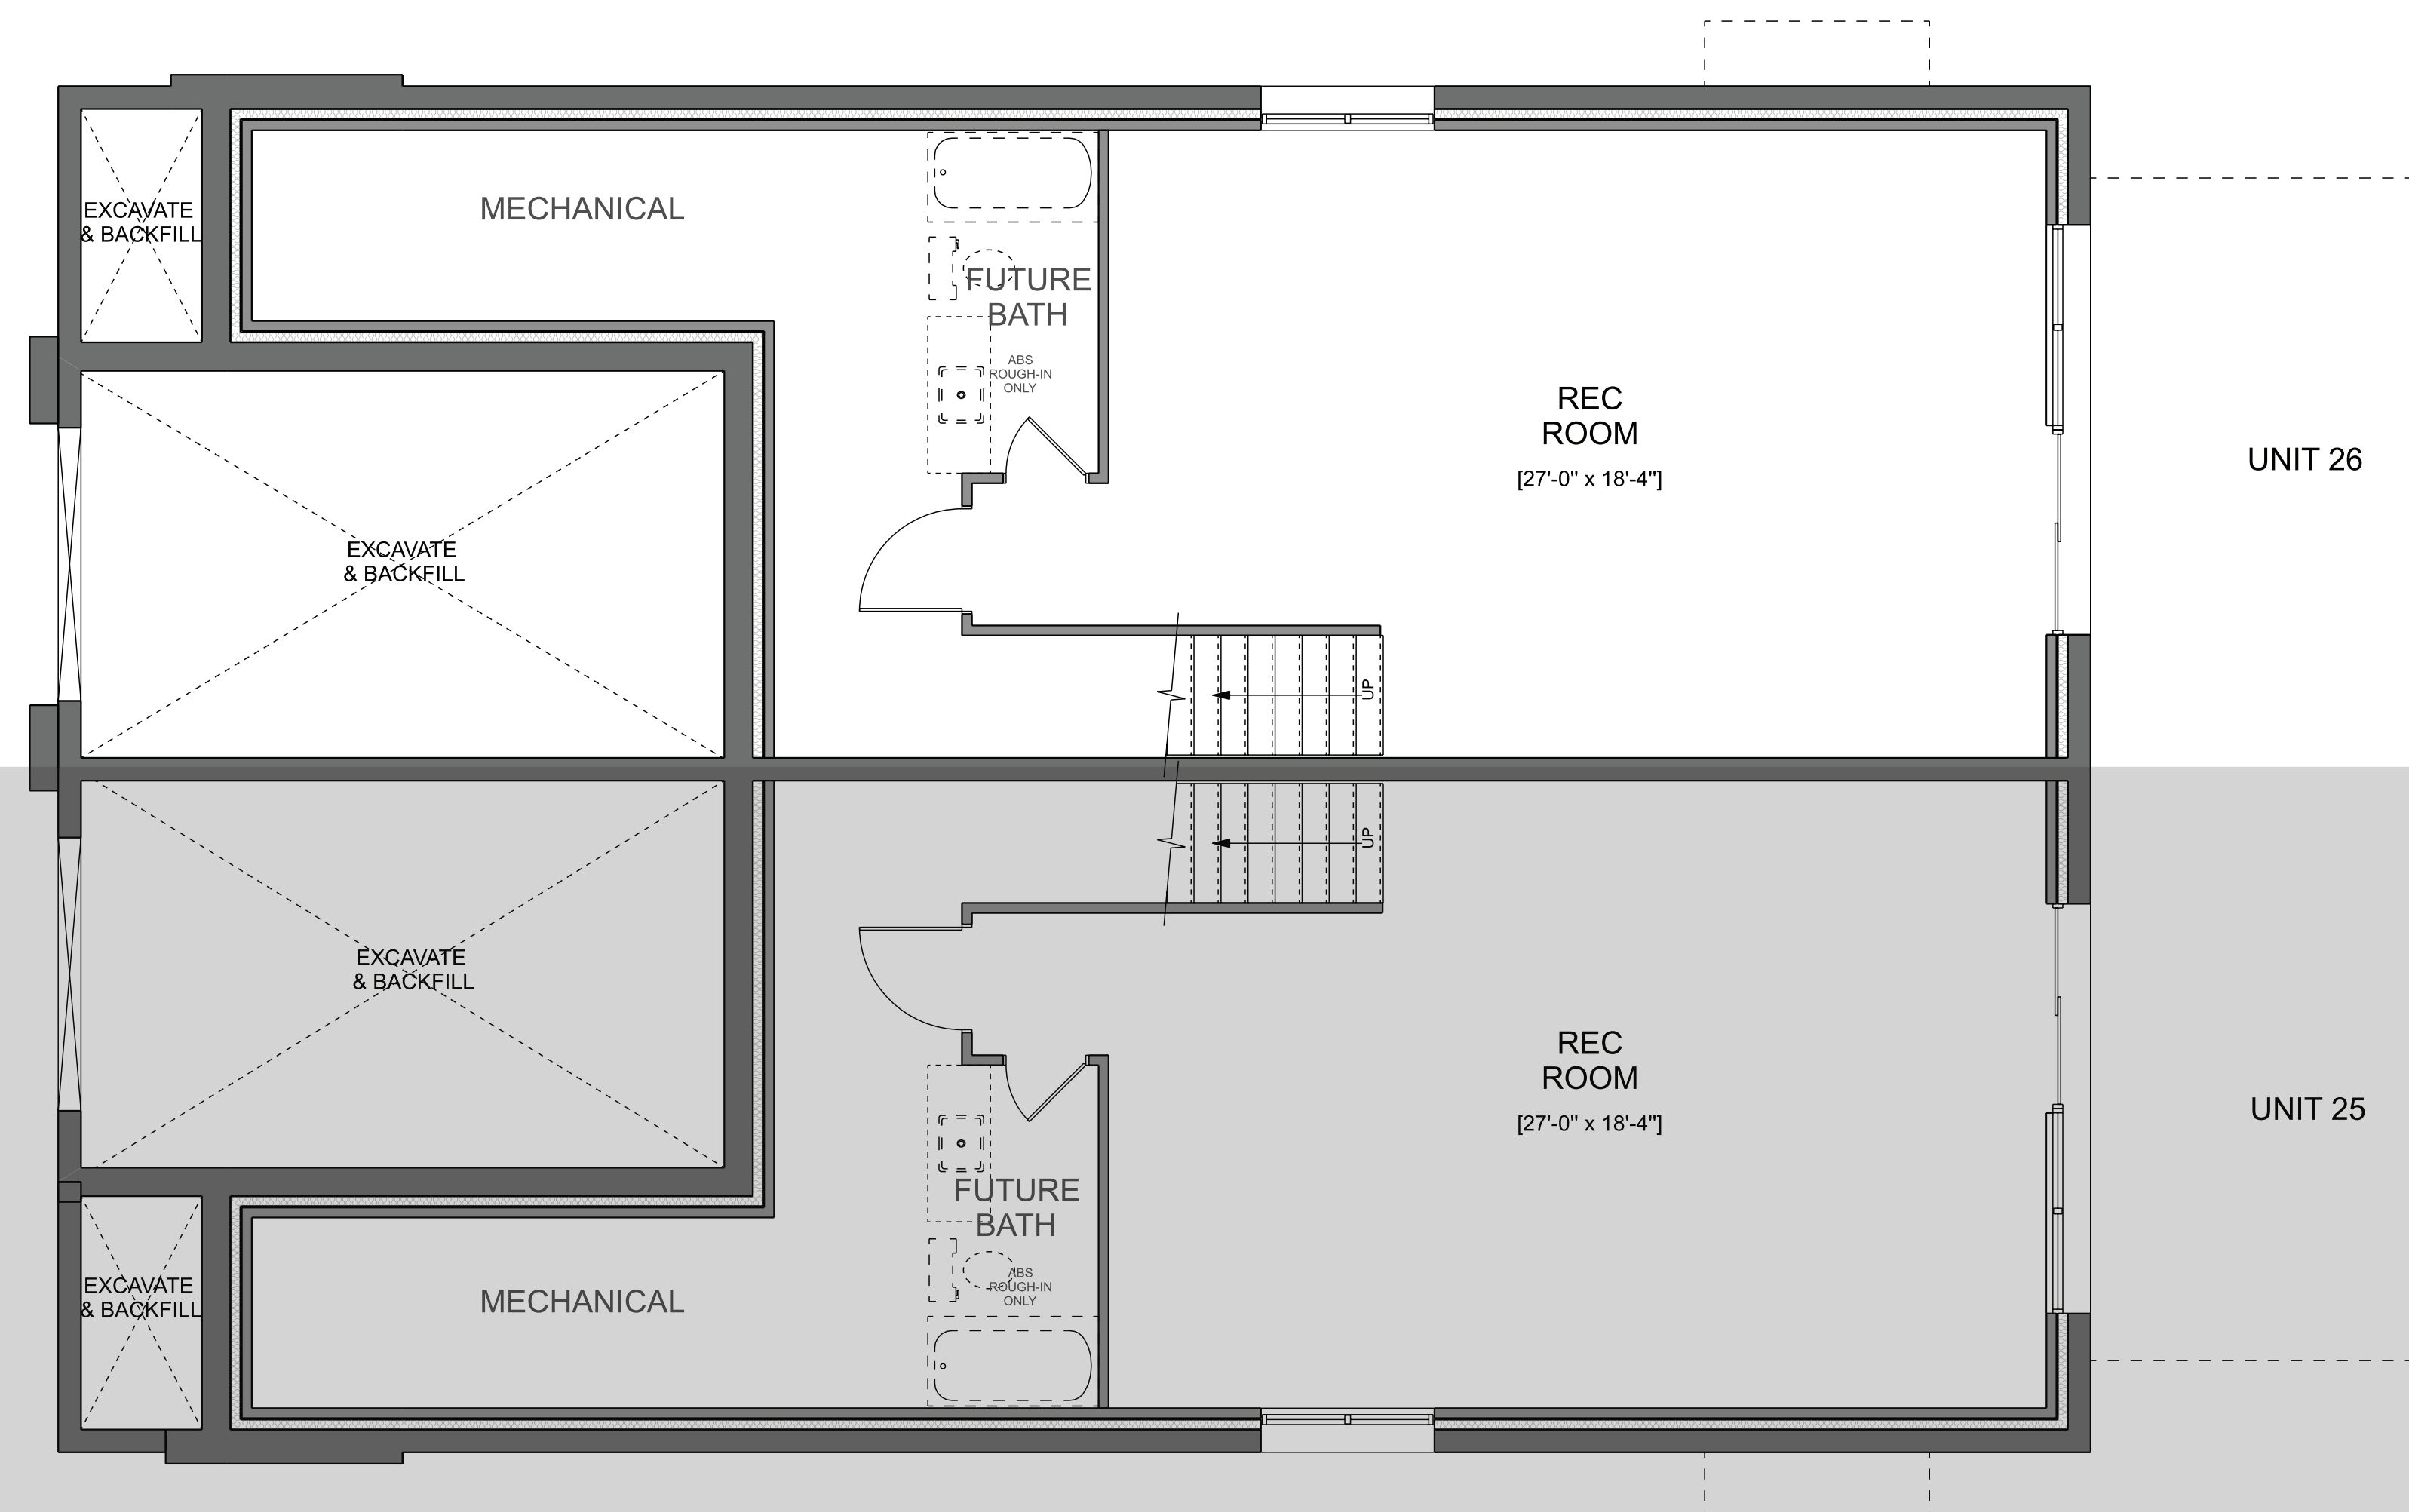 MECHANICAL
EXCAVATE
& BACKFILL
FUTURE
BATH
ABS
ROUGH-IN
ONLY
REC
ROOM
[27'-0" x 18'-4"]
UNIT 26
EXCAVATE
& BACKFILL
UP
UP
EXCAVATE
& BACKFILL
REC
ROOM
[27'-0" x 18'-4"]
UNIT 25
FUTURE
BATH
ABS
ROUGH-IN
ONLY
EXCAVATE
& BACKFILL
MECHANICAL